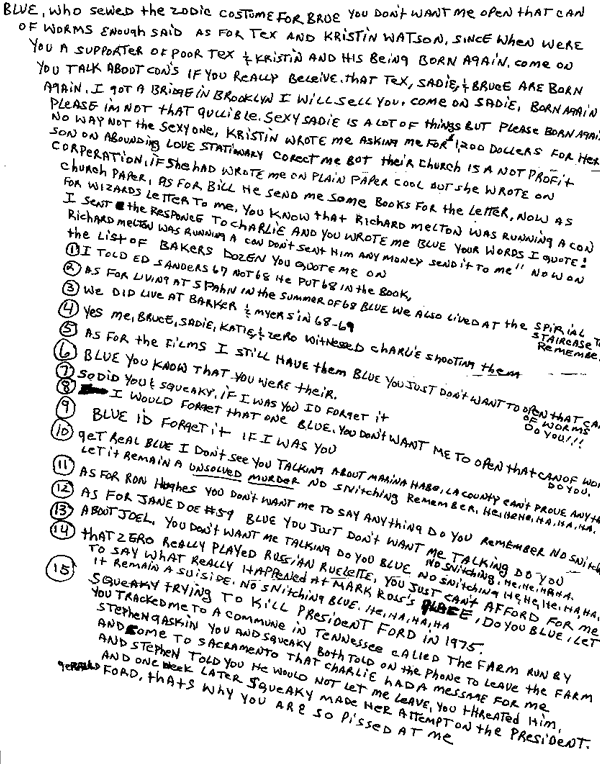 BLUE, WHO SEWED THE ZODIC COSTUME FOR BRUE YOU DON'T WANT ME OPEN THAT CAN
OF WORMS ENOUGH SAID AS FOR TEX AND KRISTIN WATSON, SINCE WHEN WERE
YOU A SUPPORTER OF POOR TEX & KRISTIN AND HIS BEING BORN AGAIN. COME ON
YOU TALK ABOUT CON'S IF YOU REALLY BELEIVE. THAT TEX, SADIE, & BRUCE ARE BORN
AGAIN. I GOT A BRIDGE IN BROOKLYN I WILL SELL YOU. COME ON SADIE, BORN AGAIN
PLEASE IM NOT THAT GULLIBLE. SEXY SADIE IS A LOT OF THINGS BUT PLEASE BORN AGAIN
NO WAY NOT THE SEXY ONE, KRISTIN WROTE ME ASKING ME FOR $1,200 DOLLERS FOR HER
SON ON ABOUNDING LOVE STATIONARY CORECT ME BOT THEIR CHURCH IS A NOT PROFIT
CORPERATION. IF SHE HAD WROTE ME ON PLAIN PAPER COOL BUT SHE WROTE ON
CHURCH PAPER, AS FOR BILL HE SEND ME SOME BOOKS FOR THE LETTER, NOW AS
FOR WIZARDS LETTER TO ME, YOU KNOW THAT RICHARD MELTON WAS RUNNING A CON
I SENT THE RESPONCE TO CHARLIE AND YOU WROTE ME BLUE YOUR WORDS I QUOTE!
RICHARD MELTON WAS RUNNING A CON DON'T SENT HIM ANY MONEY SEND IT TO ME" NOW ON
THE LIST OF BAKERS DOZEN YOU QUOTE ME ON
① I TOLD ED SANDERS 67 NOT 68 HE PUT 68 IN THE BOOK,
② AS FOR LIVING AT SPAHN IN THE SUMMER OF 68 BLUE WE ALSO LIVED AT THE SPIRIAL STAIRCASE
REMEMBE
③ WE DID LIVE AT BARKER & MYERS IN 68-69
④ YES ME, BRUCE, SADIE, KATIE, & ZERO WITNESSED CHARLIE SHOOTING THEM
⑤ AS FOR THE FILMS I STILL HAVE THEM BLUE YOU JUST DON'T WANT TO OPEN THAT CAN
OF WORMS
DO YOU!!!
⑥ BLUE YOU KNOW THAT YOU WERE THEIR.
⑦ SO DID YOU & SQUEAKY. IF I WAS YOU ID FORGET IT
⑧ I WOULD FORGET THAT ONE BLUE. YOU DON'T WANT ME TO OPEN THAT CAN OF
DO YOU.
⑨ BLUE ID FORGET IT IF I WAS YOU
⑩ GET REAL BLUE I DON'T SEE YOU TALKING ABOUT MARINA HABE, LA COUNTY CAN'T PROVE
LET IT REMAIN A UNSOLVED MURDER NO SNITCHING REMEMBER, HE, HE HE, HA, HA, HA.
⑪ AS FOR RON HUGHES YOU DON'T WANT ME TO SAY ANYTHING DO YOU REMEMBER NO
NO SNITCHING, HE, HE, HA HA.
⑫ AS FOR JANE DOE #59 BLUE YOU JUST DON'T WANT ME TALKING DO YOU
⑬ ABOUT JOEL, YOU DON'T WANT ME TALKING DO YOU BLUE NO SNITCHING HE, HE, HE, HA, HA,
⑭ THAT ZERO REALLY PLAYED RUSSIAN RUELETTE, YOU JUST CAN'T AFFORD FOR ME
TO SAY WHAT REALLY HAPPENED AT MARK ROSS'S PLACE, DO YOU BLUE, LET
IT REMAIN A SUISIDE. NO SNITCHING BLUE. HE, HA, HA, HA
⑮ SQUEAKY TRYING TO KILL PRESIDENT FORD IN 1975.
YOU TRACKED ME TO A COMMUNE IN TENNESSEE CALLED THE FARM RUN BY
STEPHEN GASKIN YOU AND SQUEAKY BOTH TOLD ON THE PHONE TO LEAVE THE FARM
AND COME TO SACRAMENTO THAT CHARLIE HAD A MESSAGE FOR ME
AND STEPHEN TOLD YOU HE WOULD NOT LET ME LEAVE, YOU THREATED HIM,
AND ONE WEEK LATER SQUEAKY MADE HER ATTEMPT ON THE PRESIDENT.
GERALD FORD, THATS WHY YOU ARE SO PISSED AT ME